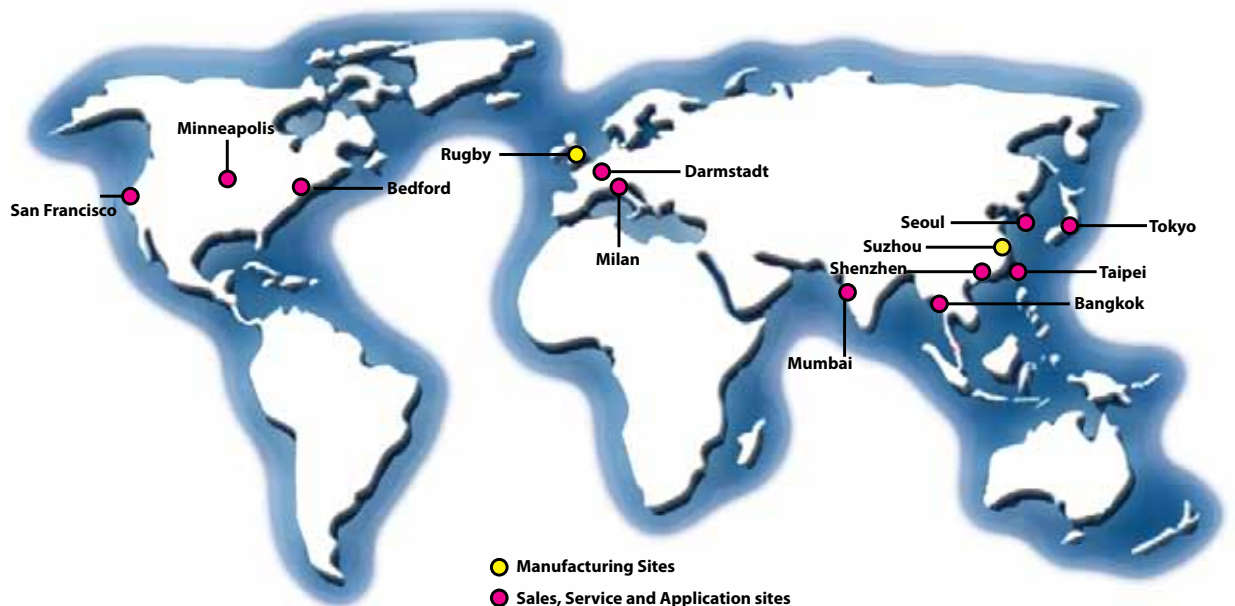 Minneapolis
Rugby
Darmstadt
Bedford
San Francisco
Seoul
Tokyo
Suzhou
Milan
Shenzhen
Taipei
Bangkok
Mumbai
Manufacturing Sites
Sales, Service and Application sites